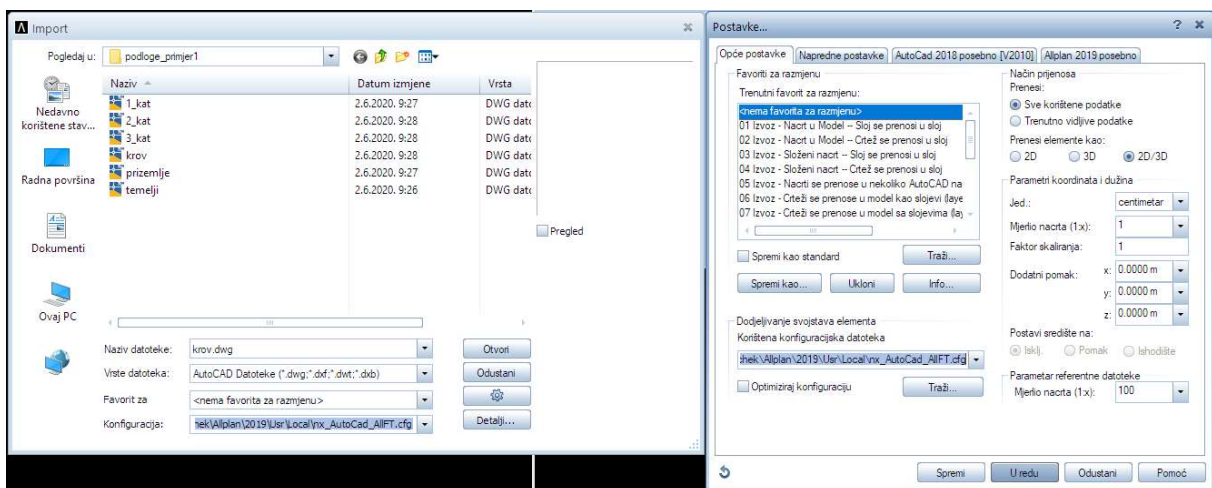 Import
Pogledaj u:
podloge_primjer1
Nedavno
korištene stav...
Radna površina
Dokumenti
Ovaj PC
Naziv
Datum izmjene
Vrsta
1_kat
2.6.2020. 9:27
DWG dato
2_kat
2.6.2020. 9:28
DWG dato
3_kat
2.6.2020. 9:28
DWG dato
krov
2.6.2020. 9:28
DWG dato
prizemlje
2.6.2020. 9:27
DWG dato
temelji
2.6.2020. 9:26
DWG dato
Pregled
Naziv datoteke:
krov.dwg
Otvori
Vrste datoteka:
AutoCAD Datoteke (*.dwg;*.dxf;*.dwt;*.dxb)
Odustani
Favorit za
<nema favorita za razmjenu>
Konfiguracija:
nek\Allplan\2019\Usr\Local\nx_AutoCad_AllFT.cfg
Detalji...
Postavke...
Opće postavke
Napredne postavke
AutoCad 2018 posebno [V2010]
Allplan 2019 posebno
Favoriti za razmjenu
Trenutni favorit za razmjenu:
<nema favorita za razmjenu>
01 Izvoz - Nacrt u Model -- Sloj se prenosi u sloj
02 Izvoz - Nacrt u Model -- Crtež se prenosi u sloj
03 Izvoz - Složeni nacrt -- Sloj se prenosi u sloj
04 Izvoz - Složeni nacrt -- Crtež se prenosi u sloj
05 Izvoz - Nacrti se prenose u nekoliko AutoCAD na
06 Izvoz - Crteži se prenose u model kao slojevi (laye
07 Izvoz - Crteži se prenose u model sa slojevima (lay
Spremi kao standard
Traži...
Spremi kao...
Ukloni
Info...
Dodjeljivanje svojstava elementa
Korištena konfiguracijska datoteka
:hek\Allplan\2019\Usr\Local\nx_AutoCad_AllFT.cfg
Optimiziraj konfiguraciju
Traži...
Način prijenosa
Prenesi:
Sve korištene podatke
Trenutno vidljive podatke
Prenesi elemente kao:
2D
3D
2D/3D
Parametri koordinata i dužina
Jed.:
centimetar
Mjerilo nacrta (1:x):
1
Faktor skaliranja:
1
Dodatni pomak:
x: 0.0000 m
y: 0.0000 m
z: 0.0000 m
Postavi središte na:
Isklj.
Pomak
Ishodište
Parametar referentne datoteke
Mjerilo nacrta (1:x):
100
Spremi
U redu
Odustani
Pomoć